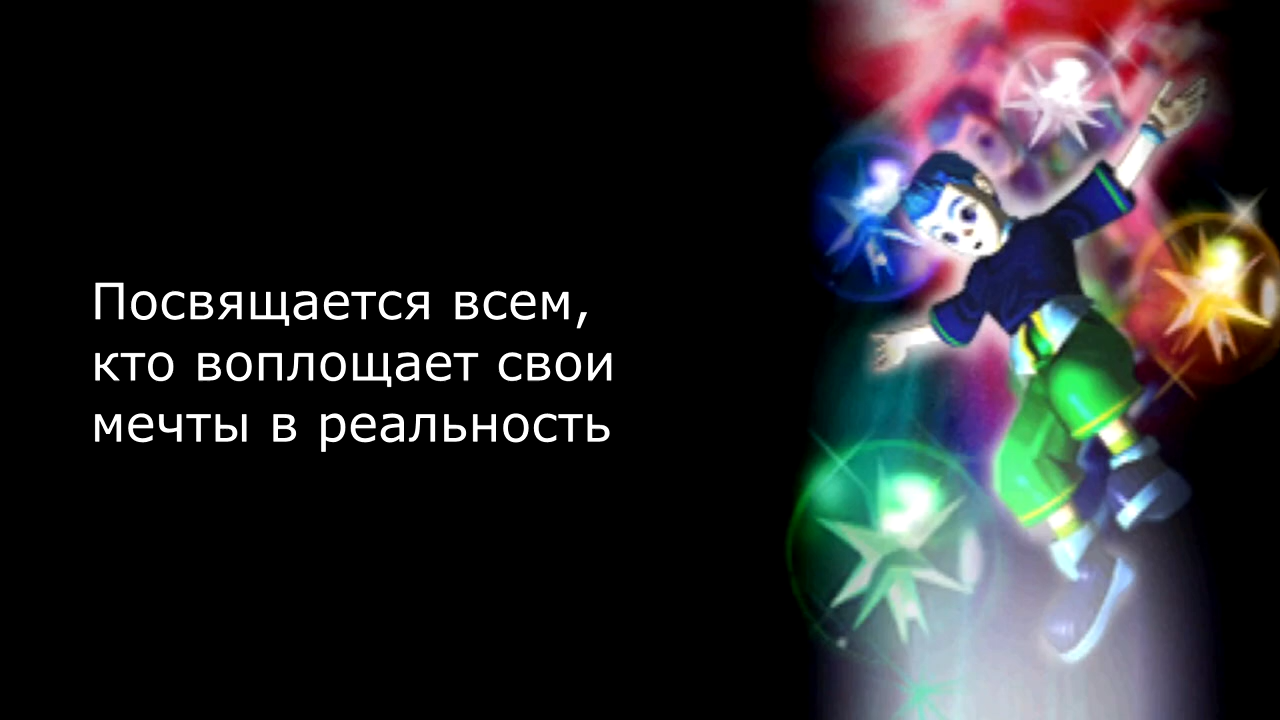 Посвящается всем,
кто воплощает свои
мечты в реальность